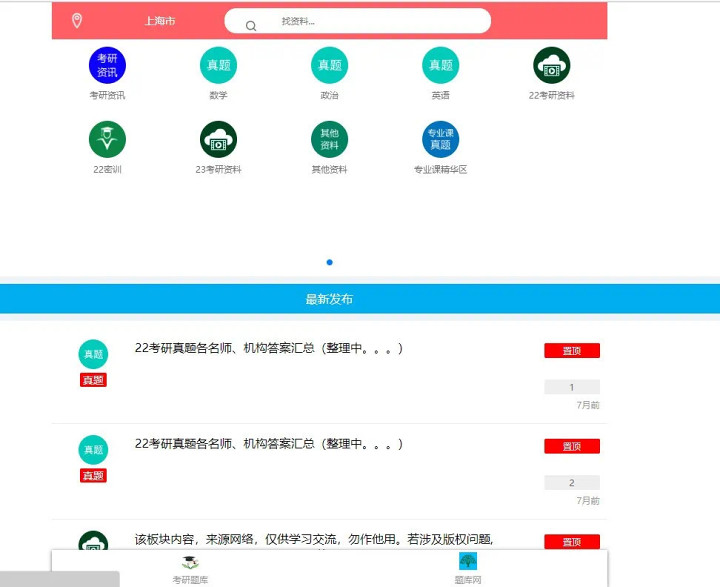 上海市
找资料...
考研
资讯
真题
真题
真题
考研资讯
数学
政治
英语
22考研资料
其他
资料
专业课
真题
22密训
23考研资料
其他资料
专业课精华区
最新发布
真题
真题
22考研真题各名师、机构答案汇总（整理中。。。)
置顶
1
7月前
真题
真题
22考研真题各名师、机构答案汇总（整理中。。。)
置顶
2
7月前
该板块内容，来源网络，仅供学习交流，勿作他用。若涉及版权问题,
置顶
考研题库
题库网